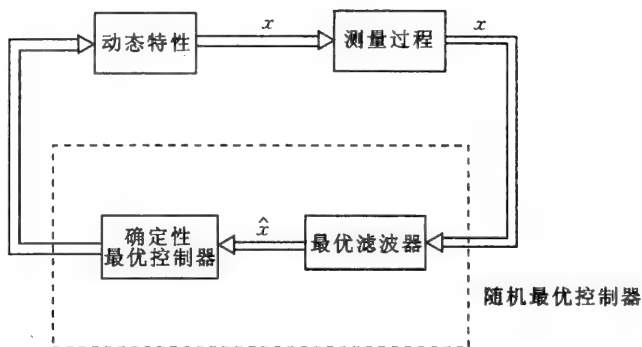 x
x
动态特性
测量过程
确定性
最优控制器
x̂
最优滤波器
随机最优控制器